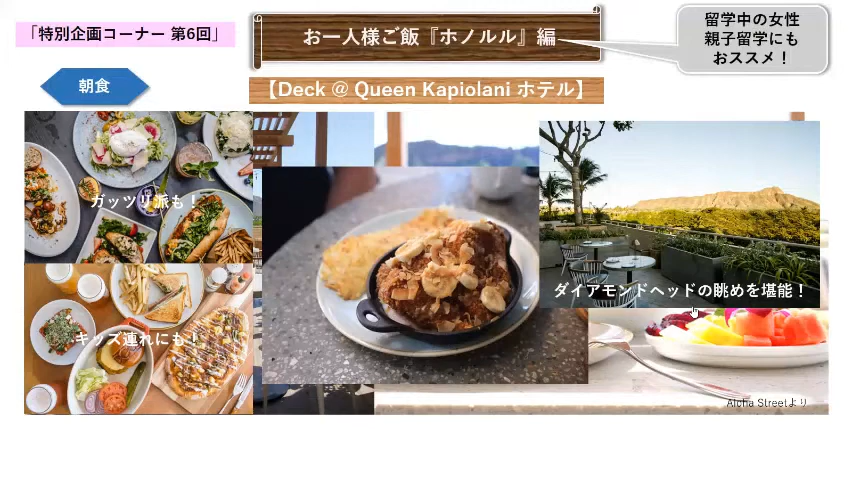 「特別企画コーナー 第6回」
お一人様ご飯『ホノルル』編
留学中の女性
親子留学にも
おススメ！
朝食
【Deck @ Queen Kapiolani ホテル】
ガッツリ派も！
ダイアモンドヘッドの眺めを堪能！
キッズ連れにも！
Aloha Streetより